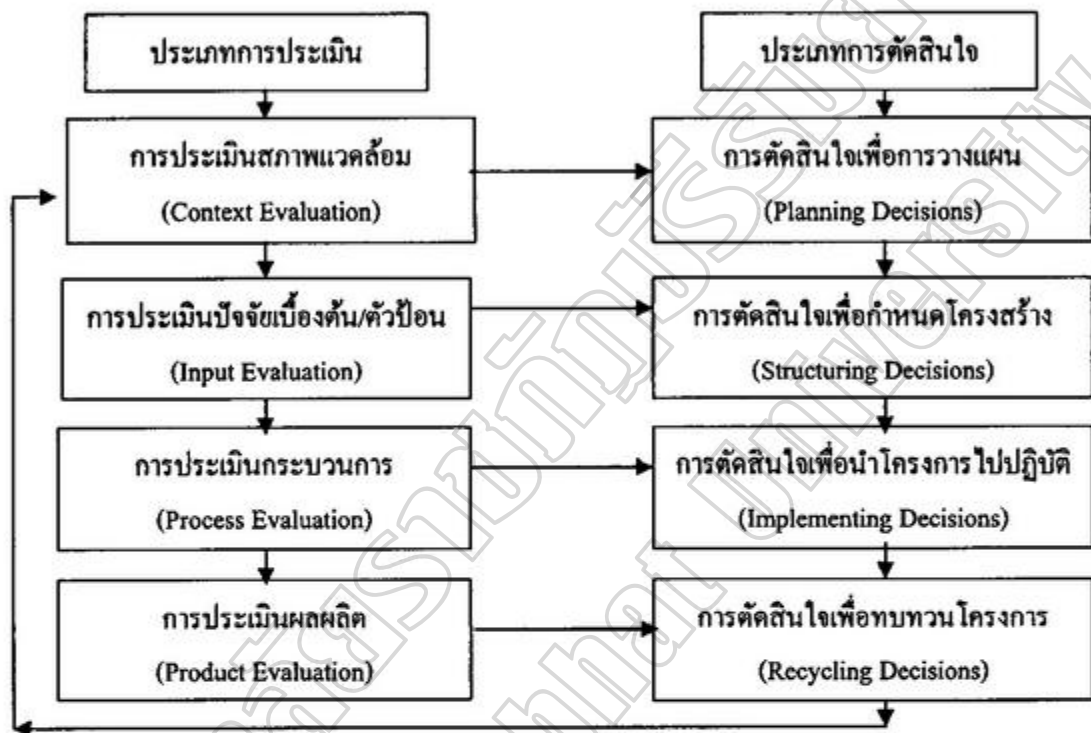 ประเภทการประเมิน
ประเภทการตัดสินใจ
การประเมินสภาพแวดล้อม
(Context Evaluation)
การตัดสินใจเพื่อการวางแผน
(Planning Decisions)
การประเมินปัจจัยเบื้องต้น/ตัวป้อน
(Input Evaluation)
การตัดสินใจเพื่อกำหนดโครงสร้าง
(Structuring Decisions)
การประเมินกระบวนการ
(Process Evaluation)
การตัดสินใจเพื่อนำโครงการไปปฏิบัติ
(Implementing Decisions)
การประเมินผลผลิต
(Product Evaluation)
การตัดสินใจเพื่อทบทวนโครงการ
(Recycling Decisions)
University